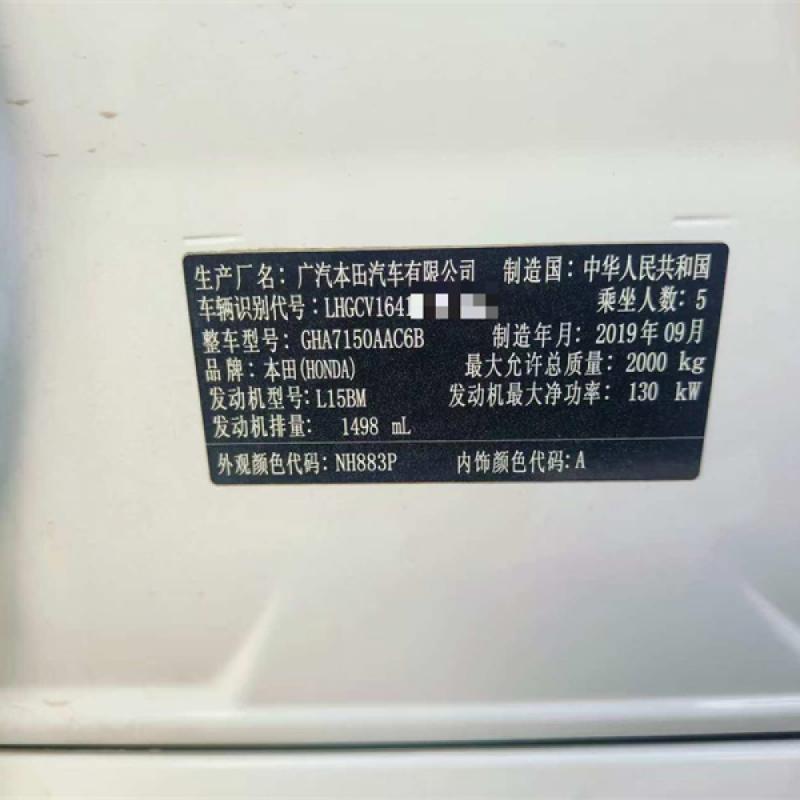 生产厂名：广汽本田汽车有限公司 制造国：中华人民共和国
车辆识别代号：LHGCV1641 乘坐人数：5
整车型号：GHA7150AAC6B 制造年月：2019年09月
品牌：本田(HONDA) 最大允许总质量：2000 kg
发动机型号：L15BM 发动机最大净功率：130 kW
发动机排量： 1498 mL
外观颜色代码：NH883P 内饰颜色代码：A